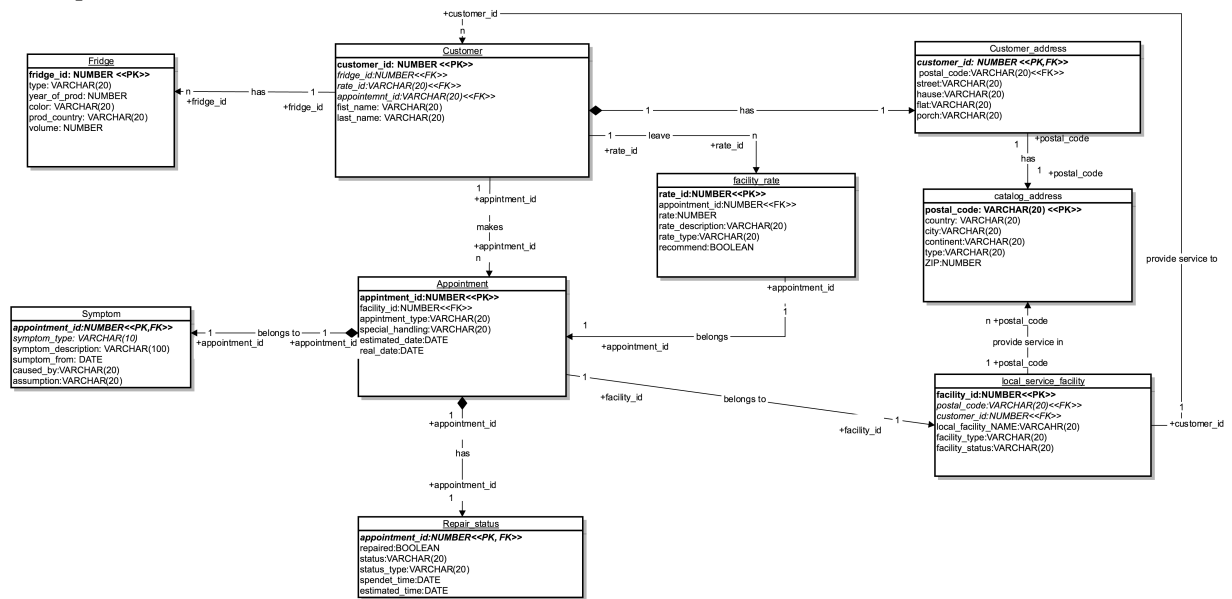 +customer_id
n
Customer
customer_id: NUMBER <<PK>>
fridge_id:NUMBER<<FK>>
rate_id:VARCHAR(20)<<FK>>
appointemnt_id:VARCHAR(20)<<FK>>
fist_name: VARCHAR(20)
last_name: VARCHAR(20)
Fridge
fridge_id: NUMBER <<PK>>
type: VARCHAR(20)
year_of_prod: NUMBER
color: VARCHAR(20)
prod_country: VARCHAR(20)
volume: NUMBER
n
has
1
+fridge_id
+fridge_id
Customer_address
customer_id: NUMBER <<PK,FK>>
postal_code:VARCHAR(20)<<FK>>
street:VARCHAR(20)
hause:VARCHAR(20)
flat:VARCHAR(20)
porch:VARCHAR(20)
1
has
1
1
leave
n
+rate_id
+rate_id
+postal_code
1
has
1
+postal_code
facility_rate
rate_id:NUMBER<<PK>>
appointment_id:NUMBER<<FK>>
rate:NUMBER
rate_description:VARCHAR(20)
rate_type:VARCHAR(20)
recommend:BOOLEAN
catalog_address
postal_code: VARCHAR(20) <<PK>>
country: VARCHAR(20)
city:VARCHAR(20)
continent:VARCHAR(20)
type:VARCHAR(20)
ZIP:NUMBER
1
+appintment_id
makes
+appintment_id
n
provide service to
Appointment
appintment_id:NUMBER<<PK>>
facility_id:NUMBER<<FK>>
appintment_type:VARCHAR(20)
special_handling:VARCHAR(20)
estimated_date:DATE
real_date:DATE
+appointment_id
1
1
belongs
+appointment_id
Symptom
appointment_id:NUMBER<<PK,FK>>
symptom_type: VARCHAR(10)
symptom_description: VARCHAR(100)
sumptom_from: DATE
caused_by:VARCHAR(20)
assumption:VARCHAR(20)
1
belongs to
1
+appointment_id
+appointment_id
n +postal_code
provide service in
1 +postal_code
local_service_facility
facility_id:NUMBER<<PK>>
postal_code:VARCHAR(20)<<FK>>
customer_id:NUMBER<<FK>>
local_facility_NAME:VARCAHR(20)
facility_type:VARCHAR(20)
facility_status:VARCHAR(20)
1
+customer_id
1
+facility_id
belongs to
1
+facility_id
1
+appointment_id
has
+appointment_id
1
Repair_status
appointment_id:NUMBER<<PK, FK>>
repaired:BOOLEAN
status:VARCHAR(20)
status_type:VARCHAR(20)
spendet_time:DATE
estimated_time:DATE